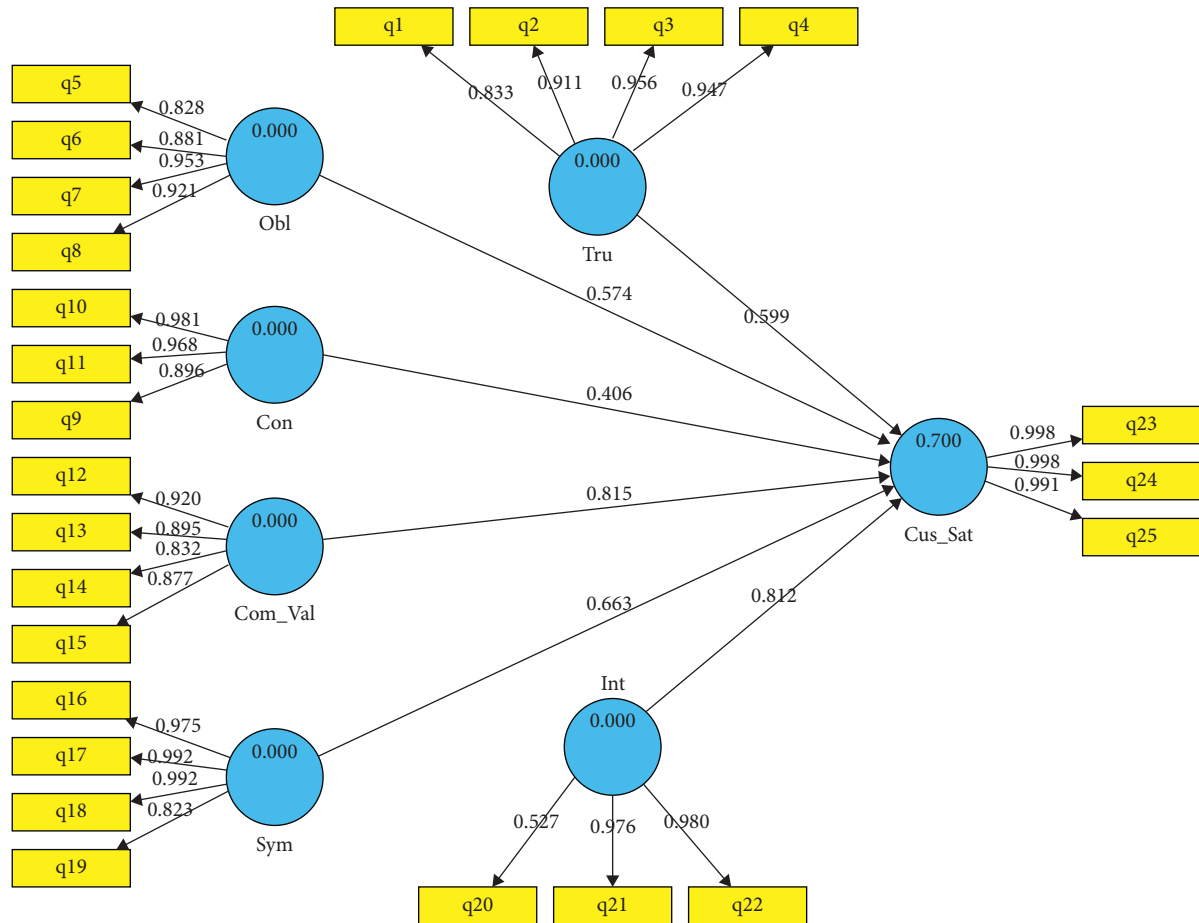 q1
q2
q3
q4
0.833
0.911
0.956
0.947
0.000
Tru
q5
q6
q7
q8
0.828
0.881
0.953
0.921
0.000
Obl
0.574
0.599
q10
q11
q9
0.981
0.968
0.896
0.000
Con
0.406
q12
q13
q14
q15
0.920
0.895
0.832
0.877
0.000
Com_Val
0.815
0.700
Cus_Sat
0.998
0.998
0.991
q23
q24
q25
q16
q17
q18
q19
0.975
0.992
0.992
0.823
0.000
Sym
0.663
0.812
Int
0.000
0.527
0.976
0.980
q20
q21
q22